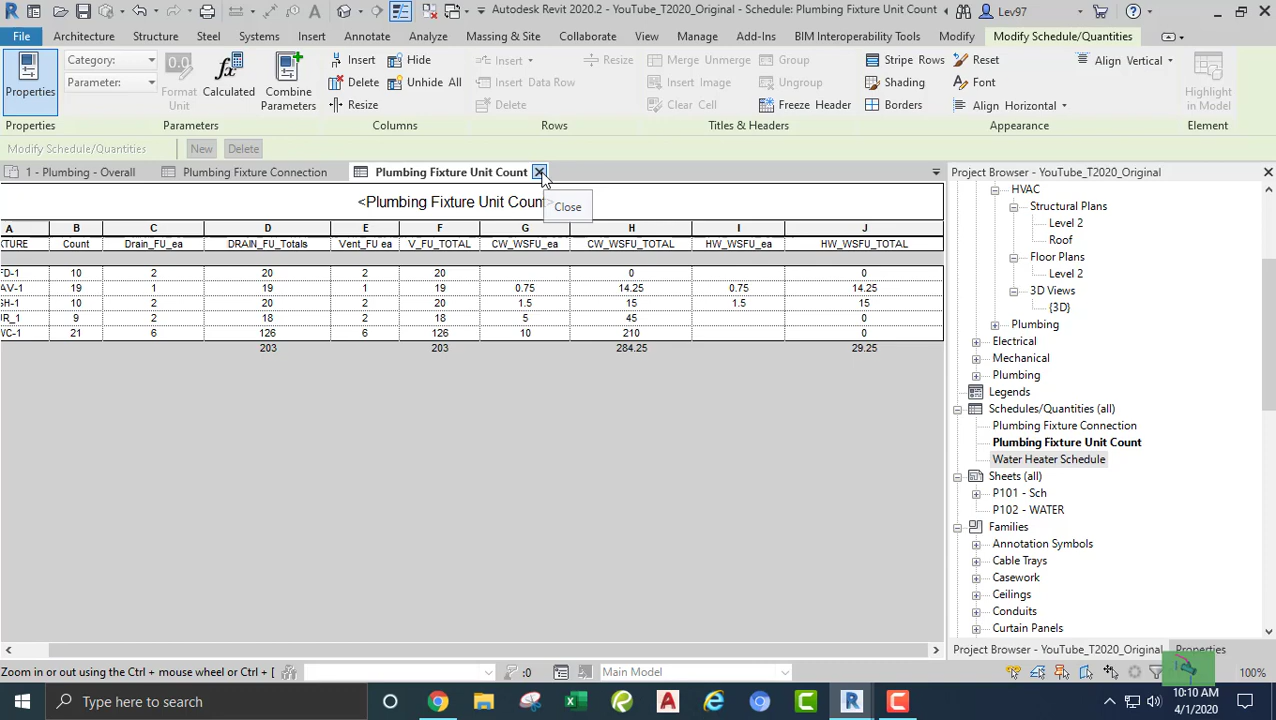 Autodesk Revit 2020.2 - YouTube_T2020_Original - Schedule: Plumbing Fixture Unit Count
Lev97
File Architecture Structure Steel Systems Insert Annotate Analyze Massing & Site Collaborate View Manage Add-Ins BIM Interoperability Tools Modify Modify Schedule/Quantities
Category: Insert Hide Insert Resize Merge Unmerge Group Stripe Rows Reset Align Vertical
Parameter: Delete Unhide All Insert Data Row Insert Image Ungroup Shading Font
Properties Format Unit Calculated Combine Parameters Resize Delete Clear Cell Freeze Header Borders Align Horizontal Highlight in Model
Properties Parameters Columns Rows Titles & Headers Appearance Element
Modify Schedule/Quantities New Delete
1 - Plumbing - Overall Plumbing Fixture Connection Plumbing Fixture Unit Count
<Plumbing Fixture Unit Count>
Close
A B C D E F G H I J
TURE Count Drain_FU_ea DRAIN_FU_Totals Vent_FU ea V_FU_TOTAL CW_WSFU_ea CW_WSFU_TOTAL HW_WSFU_ea HW_WSFU_TOTAL
FD-1 10 2 20 2 20 0 0
AV-1 19 1 19 1 19 0.75 14.25 0.75 14.25
SH-1 10 2 20 2 20 1.5 15 1.5 15
JR_1 9 2 18 2 18 5 45 0
WC-1 21 6 126 6 126 10 210 0
203 203 284.25 29.25
Project Browser - YouTube_T2020_Original
HVAC
Structural Plans
Level 2
Roof
Floor Plans
Level 2
3D Views
{3D}
Plumbing
Electrical
Mechanical
Plumbing
Legends
Schedules/Quantities (all)
Plumbing Fixture Connection
Plumbing Fixture Unit Count
Water Heater Schedule
Sheets (all)
P101 - Sch
P102 - WATER
Families
Annotation Symbols
Cable Trays
Casework
Ceilings
Conduits
Curtain Panels
Project Browser - YouTube_T2020_Original Properties
Zoom in or out using the Ctrl + mouse wheel or Ctrl + [ :0 Main Model 100%
Type here to search
10:10 AM
4/1/2020